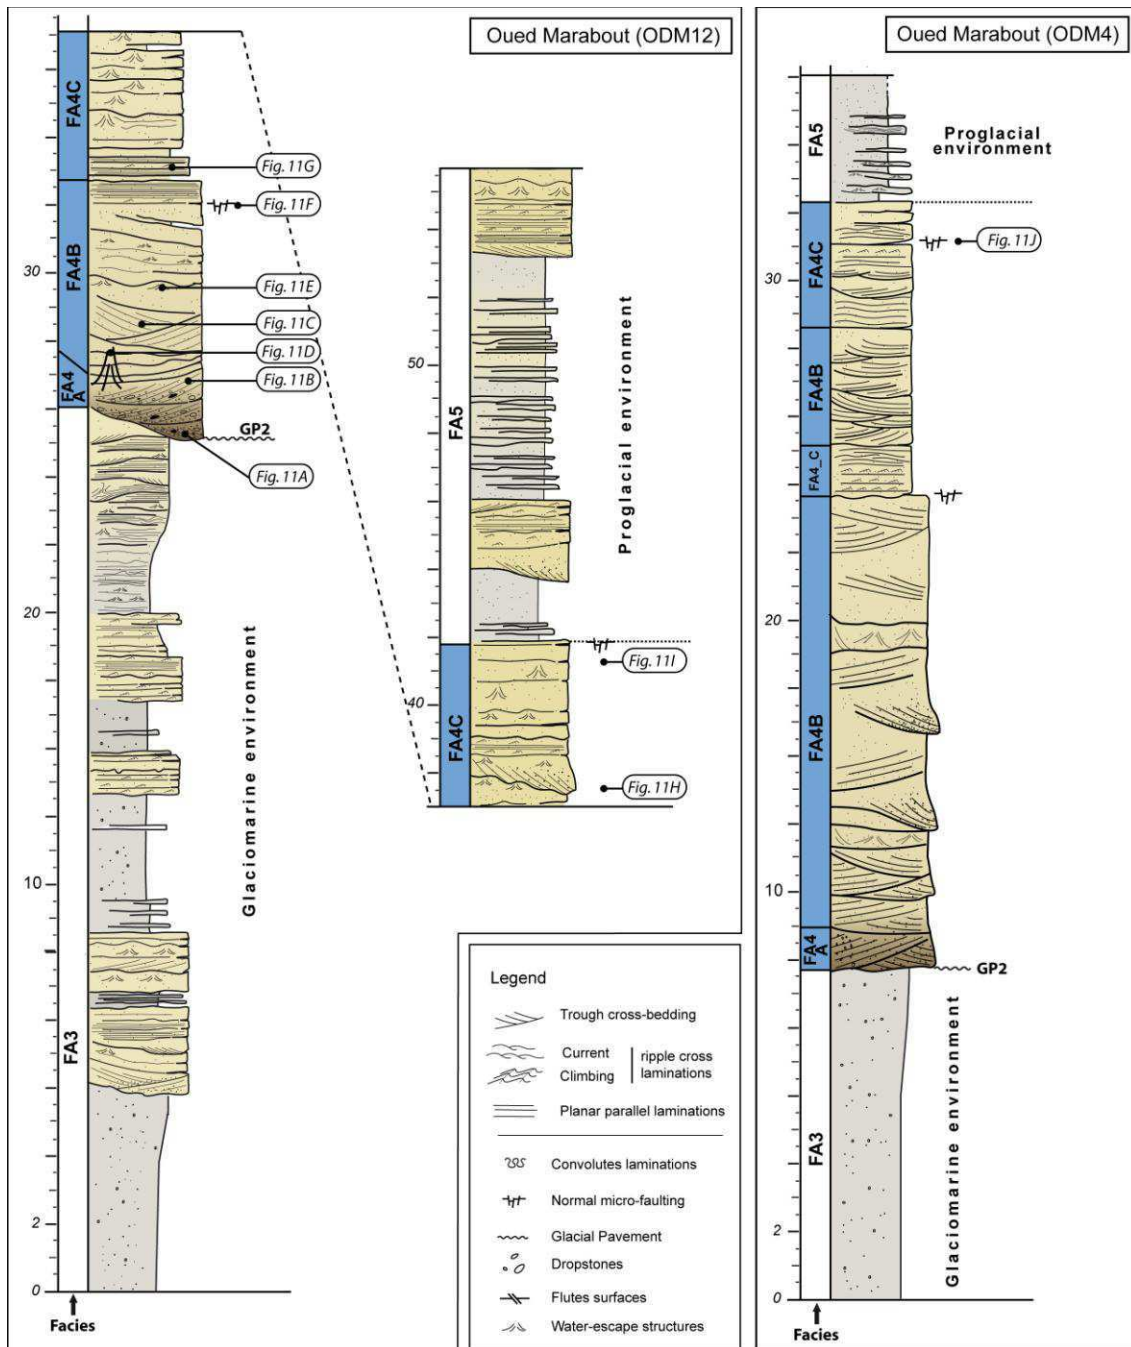 Oued Marabout (ODM12)
FA4C
FA4B
FA4
A
FA3
30
20
10
2
0
Fig. 11G
Fig. 11F
Fig. 11E
Fig. 11C
Fig. 11D
Fig. 11B
GP2
Fig. 11A
Glaciomarine environment
Facies
FA5
FA4C
50
40
Proglacial environment
Fig. 11I
Fig. 11H
Legend
Trough cross-bedding
Current
Climbing
ripple cross
laminations
Planar parallel laminations
Convolutes laminations
Normal micro-faulting
Glacial Pavement
Dropstones
Flutes surfaces
Water-escape structures
Oued Marabout (ODM4)
FA5
FA4C
FA4B
FA4_C
FA4B
FA4
A
FA3
30
20
10
2
0
Proglacial
environment
Fig. 11J
GP2
Glaciomarine environment
Facies